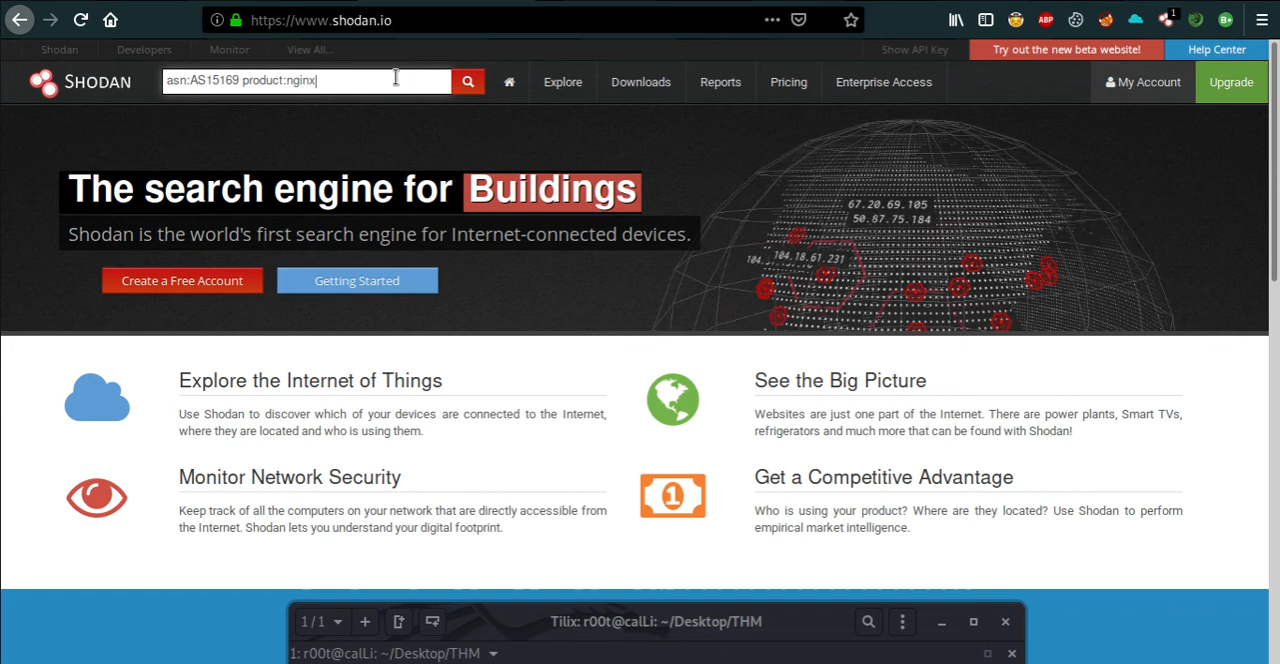 https://www.shodan.io
1
ABP
B+
Shodan Developers Monitor View All... Show API Key Try out the new beta website! Help Center
SHODAN asn:AS15169 product:nginx Explore Downloads Reports Pricing Enterprise Access My Account Upgrade
The search engine for Buildings
Shodan is the world's first search engine for Internet-connected devices.
Create a Free Account Getting Started
67.20.69.105
50.87.75.184
104.
104.18.61.231
Explore the Internet of Things
Use Shodan to discover which of your devices are connected to the Internet,
where they are located and who is using them.
See the Big Picture
Websites are just one part of the Internet. There are power plants, Smart TVs,
refrigerators and much more that can be found with Shodan!
Monitor Network Security
Keep track of all the computers on your network that are directly accessible from
the Internet. Shodan lets you understand your digital footprint.
1
Get a Competitive Advantage
Who is using your product? Where are they located? Use Shodan to perform
empirical market intelligence.
1 / 1 Tilix: r00t@calLi: ~/Desktop/THM
1: r00t@calLi: ~/Desktop/THM